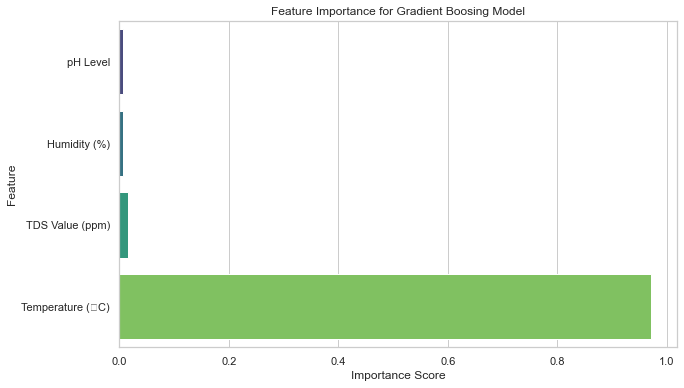 Feature Importance for Gradient Boosing Model
pH Level
Humidity (%)
TDS Value (ppm)
Temperature (□C)
Feature
0.0 0.2 0.4 0.6 0.8 1.0
Importance Score